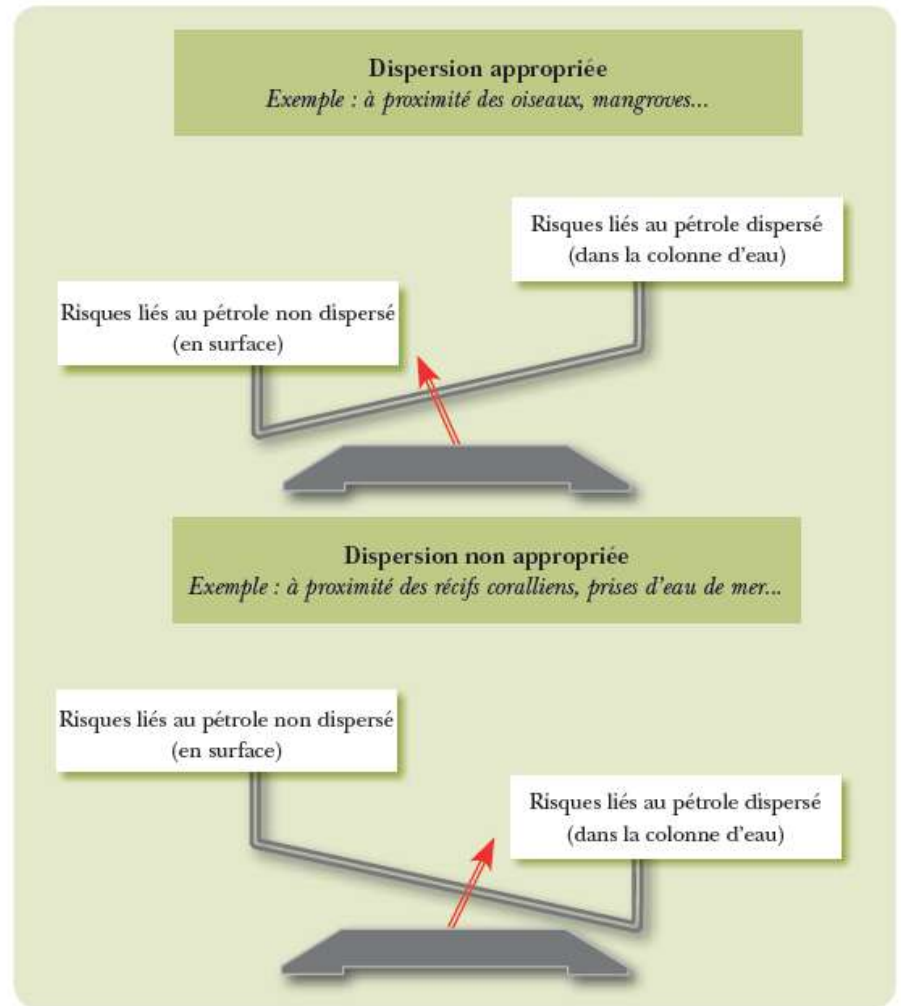 Dispersion appropriée
Exemple : à proximité des oiseaux, mangroves...
Risques liés au pétrole dispersé
(dans la colonne d'eau)
Risques liés au pétrole non dispersé
(en surface)
Dispersion non appropriée
Exemple : à proximité des récifs coralliens, prises d'eau de mer...
Risques liés au pétrole non dispersé
(en surface)
Risques liés au pétrole dispersé
(dans la colonne d'eau)